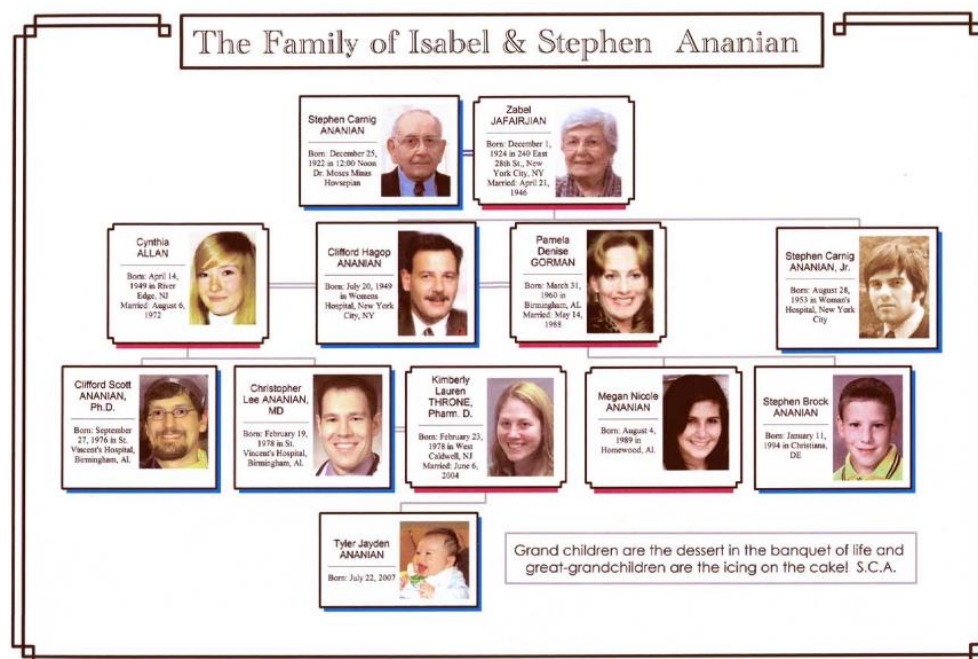 The Family of Isabel & Stephen Ananian
Stephen Carnig
ANANIAN
Born: December 25,
1922 in 12:00 Noon
Dr. Moses Minas
Hovsepian
Zabel
JAFAIRJIAN
Born: December 1,
1924 in 240 East
28th St., New
York City, NY
Married: April 21,
1946
Cynthia
ALLAN
Born: April 14,
1949 in River
Edge, NJ
Married: August 6,
1972
Clifford Hagop
ANANIAN
Born: July 20, 1949
in Womens
Hospital, New York
City, NY
Pamela
Denise
GORMAN
Born: March 31,
1960 in
Birmingham, AL
Married: May 14,
1988
Stephen Carnig
ANANIAN, Jr.
Born: August 28,
1953 in Woman's
Hospital, New York
City
Clifford Scott
ANANIAN,
Ph.D.
Born: September
27, 1976 in St.
Vincent's Hospital,
Birmingham, AL
Christopher
Lee ANANIAN,
MD
Born: February 19,
1978 in St.
Vincent's Hospital,
Birmingham, AL
Kimberly
Lauren
THRONE,
Pharm. D.
Born: February 23,
1978 in West
Caldwell, NJ
Married: June 6,
2004
Megan Nicole
ANANIAN
Born: August 4,
1989 in
Homewood, AL
Stephen Brock
ANANIAN
Born: January 11,
1994 in Christiana,
DE
Tyler Jayden
ANANIAN
Born: July 22, 2007
Grand children are the dessert in the banquet of life and
great-grandchildren are the icing on the cake! S.C.A.